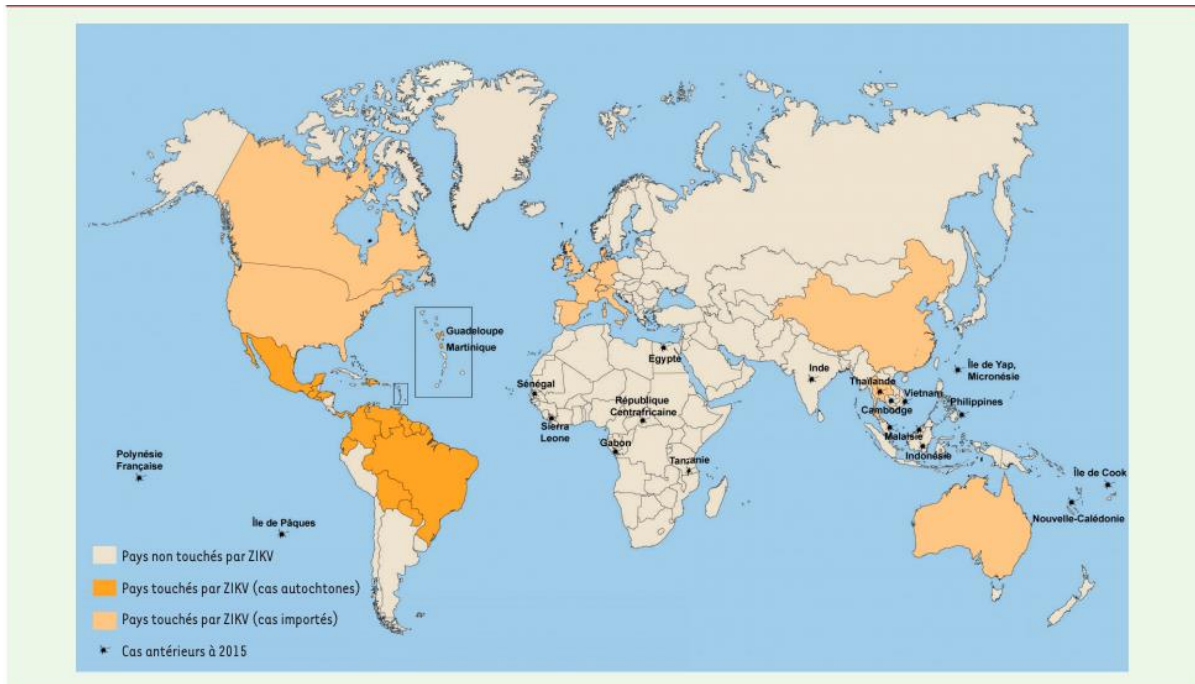 Guadeloupe
Martinique
Égypte
Inde
Île de Yap,
Micronésie
Thaïlande
Vietnam
Philippines
Cambodge
Sénégal
République
Centrafricaine
Sierra
Leone
Gabon
Malaisie
Indonésie
Tanzanie
Polynésie
Française
Île de Cook
Île de Pâques
Nouvelle-Calédonie
Pays non touchés par ZIKV
Pays touchés par ZIKV (cas autochtones)
Pays touchés par ZIKV (cas importés)
Cas antérieurs à 2015